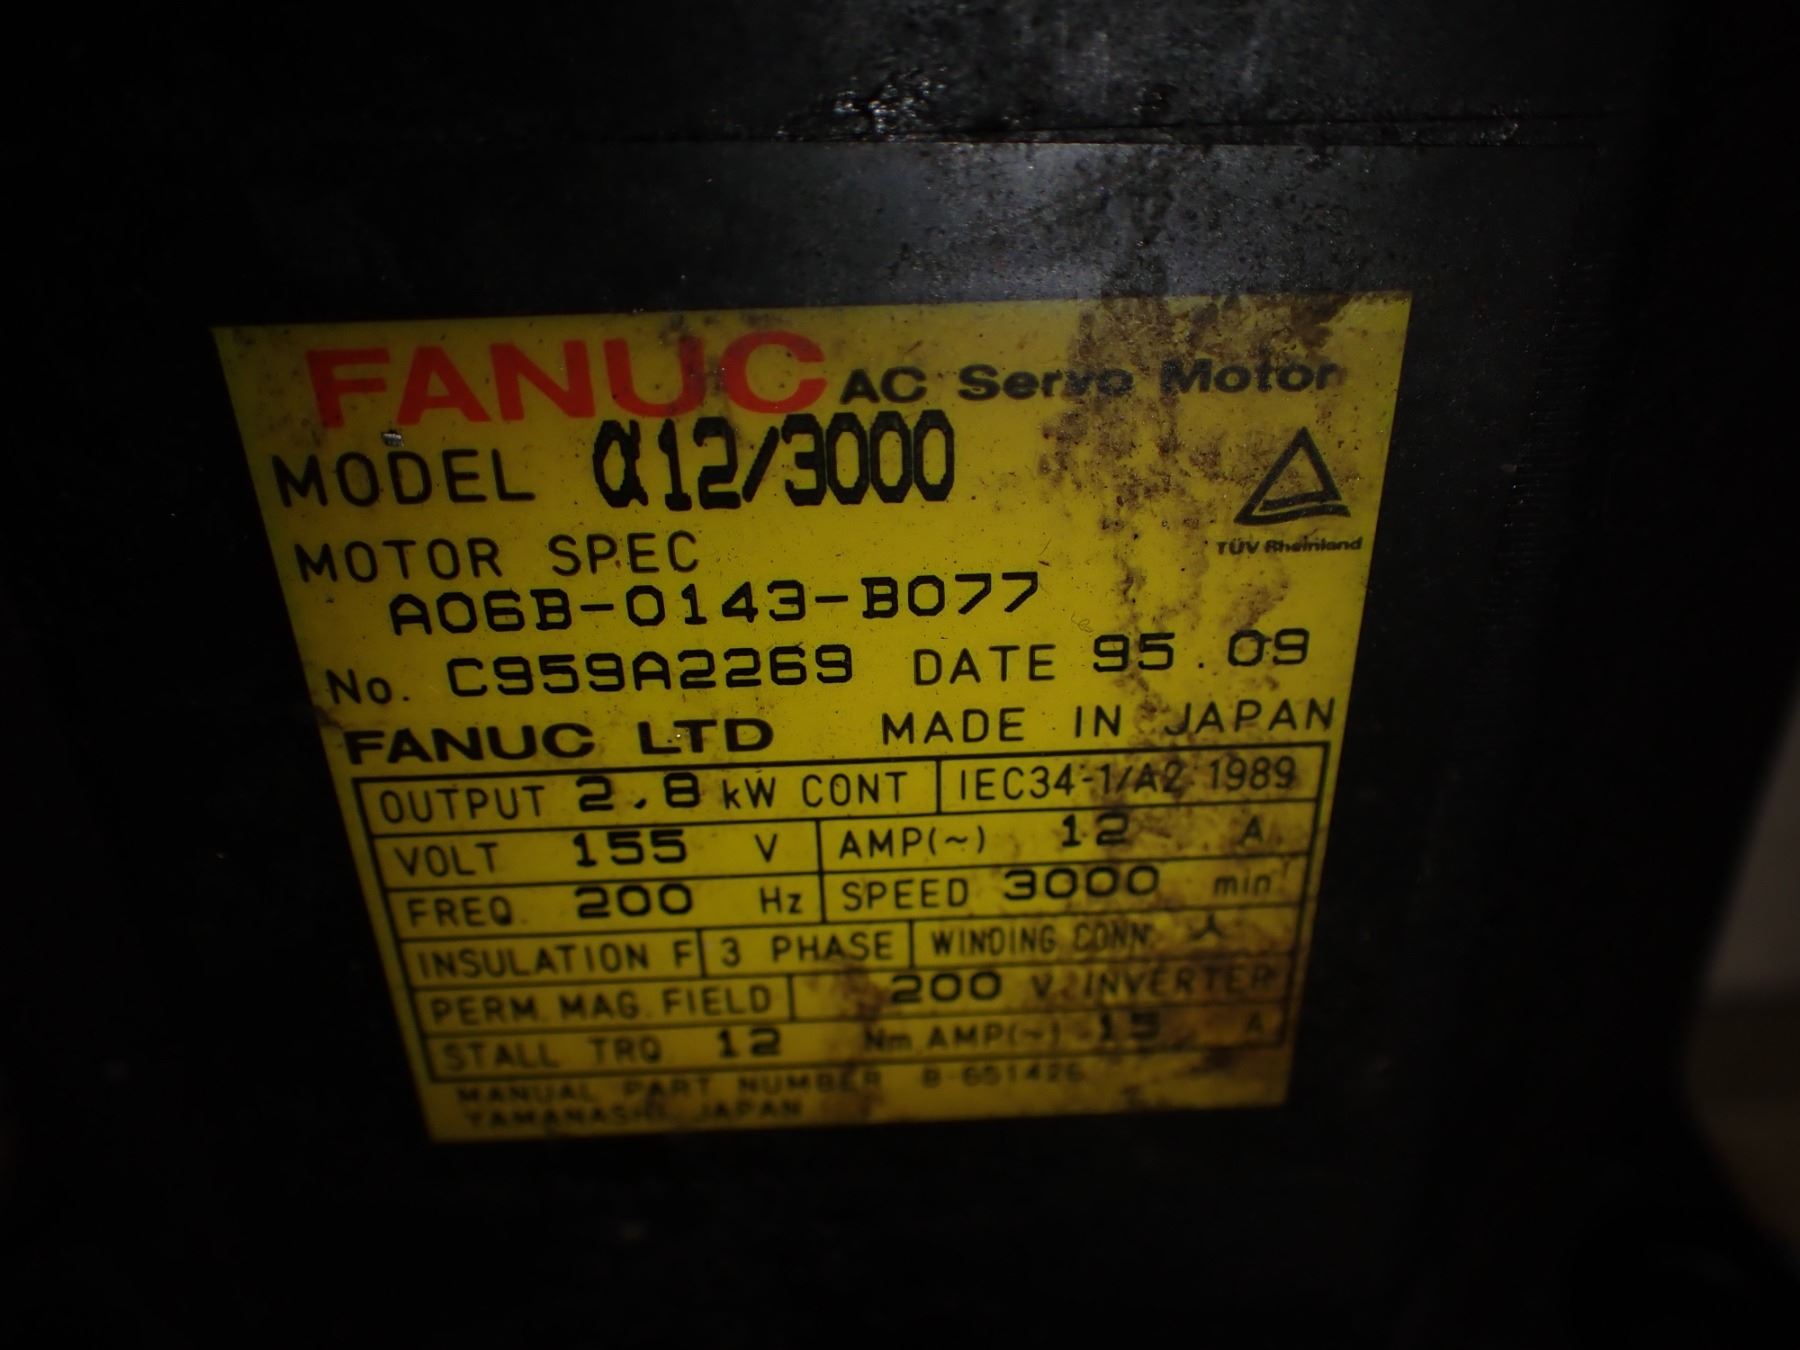 FANUC AC Servo Motor
MODEL α12/3000
TÜV Rheinland
MOTOR SPEC
A06B-0143-B077
No. C959A2269 DATE 95.09
FANUC LTD MADE IN JAPAN
OUTPUT 2.8 kW CONT IEC34-1/A2 1989
VOLT 155 V AMP(~) 12 A
FREQ. 200 Hz SPEED 3000 min⁻¹
INSULATION F 3 PHASE WINDING CONN. 人
PERM. MAG. FIELD 200 V INVERTER
STALL TRQ 12 Nm AMP(~) 15 A
MANUAL PART NUMBER B-65142E
YAMANASHI, JAPAN